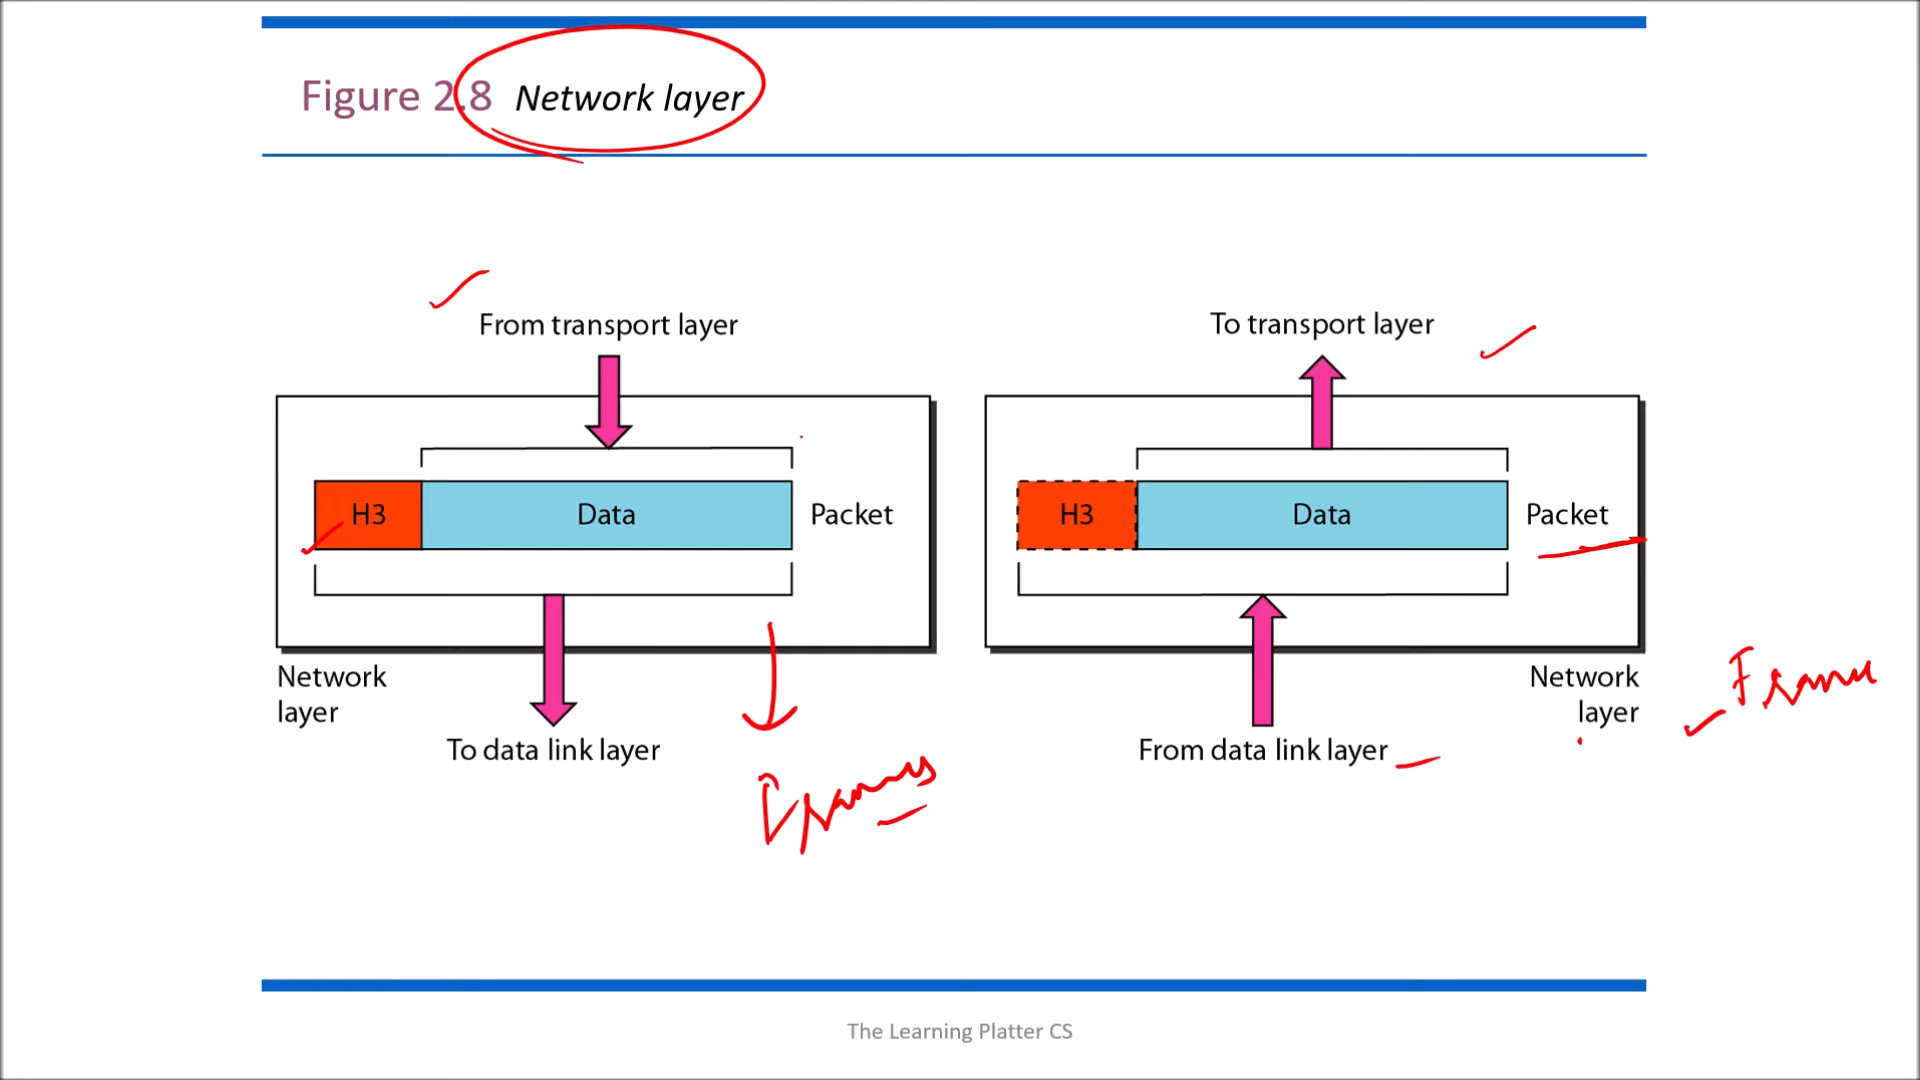 Figure 2.8 Network layer
From transport layer
To transport layer
H3 Data Packet
H3 Data Packet
Network
layer
To data link layer
Network
layer
From data link layer
Frame
Frames
The Learning Platter CS